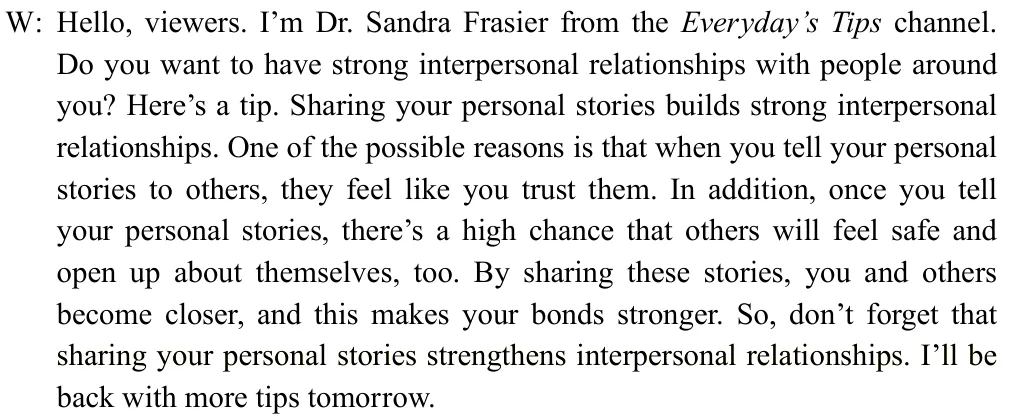 W: Hello, viewers. I’m Dr. Sandra Frasier from the Everyday’s Tips channel.
Do you want to have strong interpersonal relationships with people around
you? Here’s a tip. Sharing your personal stories builds strong interpersonal
relationships. One of the possible reasons is that when you tell your personal
stories to others, they feel like you trust them. In addition, once you tell
your personal stories, there’s a high chance that others will feel safe and
open up about themselves, too. By sharing these stories, you and others
become closer, and this makes your bonds stronger. So, don’t forget that
sharing your personal stories strengthens interpersonal relationships. I’ll be
back with more tips tomorrow.